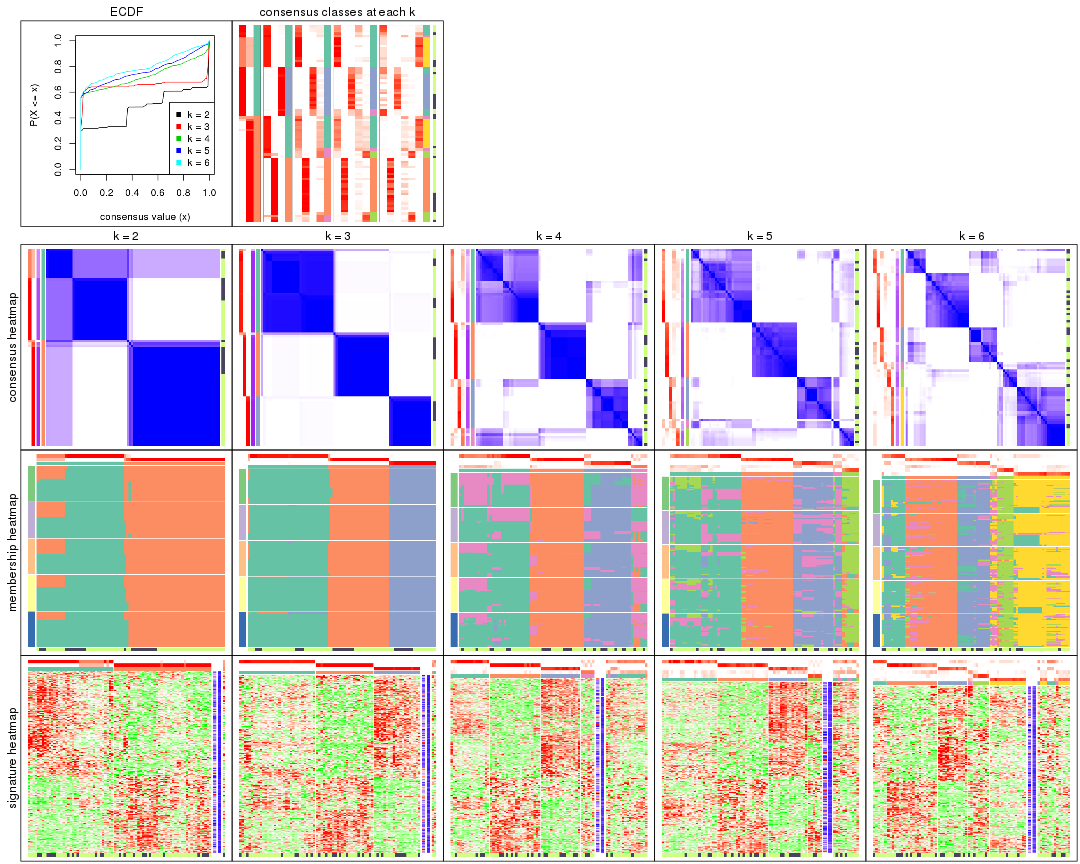 ECDF
consensus classes at each k
P(X <= x)
0.0 0.2 0.4 0.6 0.8 1.0
k = 2
k = 3
k = 4
k = 5
k = 6
0.0 0.2 0.4 0.6 0.8 1.0
consensus value (x)
k = 2
k = 3
k = 4
k = 5
k = 6
consensus heatmap
membership heatmap
signature heatmap